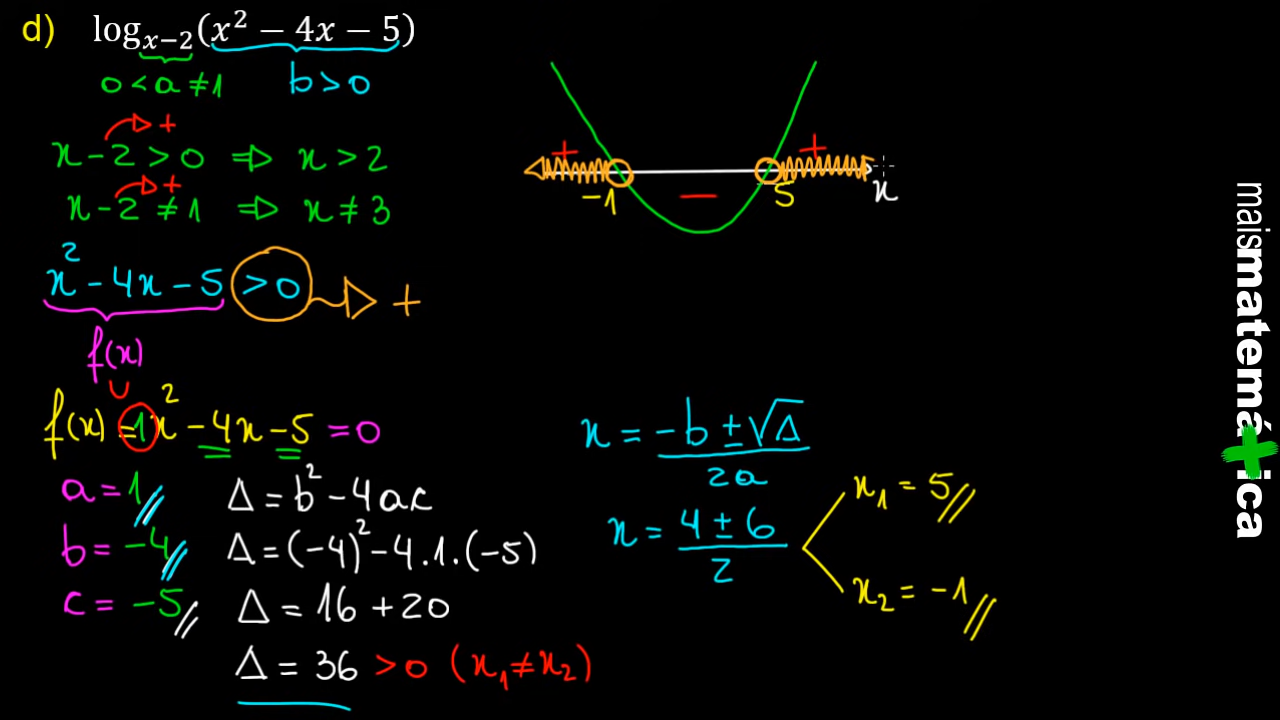 d) log_{x-2}(x² - 4x - 5)
0 < a ≠ 1 b > 0
+
x - 2 > 0 ⇒ x > 2
+
x - 2 ≠ 1 ⇒ x ≠ 3
x² - 4x - 5 > 0 → +
f(x)
f(x) = 1x² - 4x - 5 = 0
a = 1
b = -4
c = -5
Δ = b² - 4ac
Δ = (-4)² - 4.1.(-5)
Δ = 16 + 20
Δ = 36 > 0 (x₁ ≠ x₂)
+ +
-1 - 5 x
x = (-b ± √Δ)/2a
x = (4 ± 6)/2
x₁ = 5
x₂ = -1
maismatemática